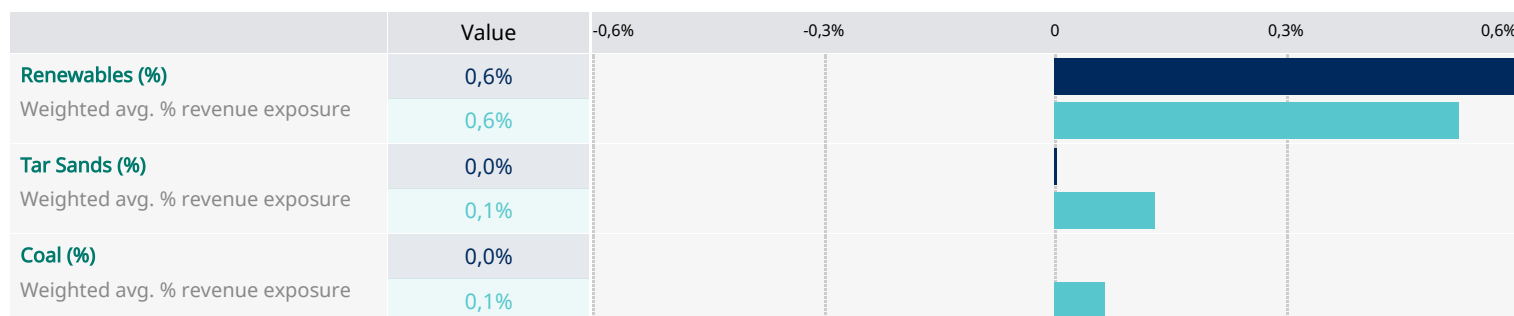 Value -0,6% -0,3% 0 0,3% 0,6%
Renewables (%) 0,6%
Weighted avg. % revenue exposure 0,6%
Tar Sands (%) 0,0%
Weighted avg. % revenue exposure 0,1%
Coal (%) 0,0%
Weighted avg. % revenue exposure 0,1%